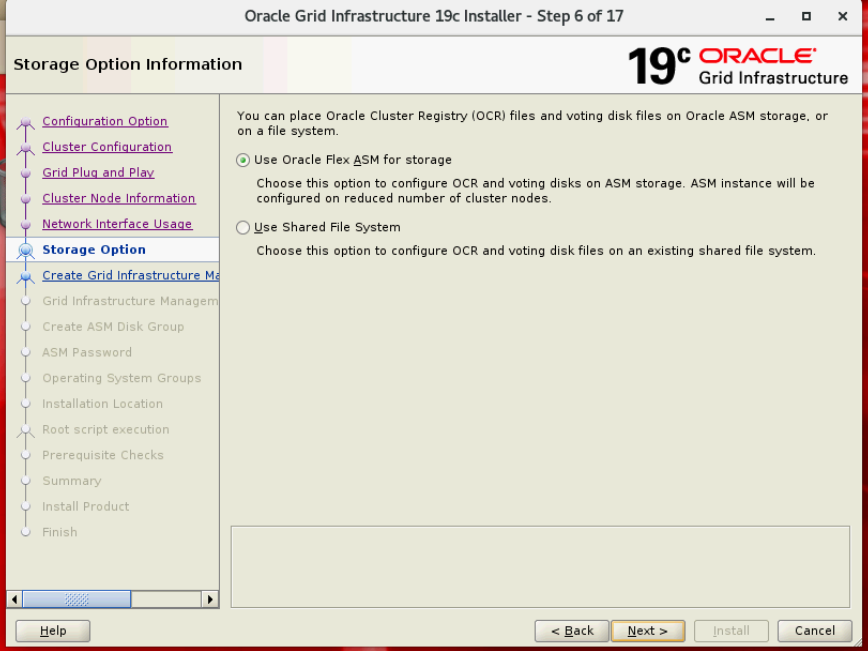 Oracle Grid Infrastructure 19c Installer - Step 6 of 17
Storage Option Information
19c ORACLE
Grid Infrastructure
Configuration Option
Cluster Configuration
Grid Plug and Play
Cluster Node Information
Network Interface Usage
Storage Option
Create Grid Infrastructure Ma
Grid Infrastructure Managem
Create ASM Disk Group
ASM Password
Operating System Groups
Installation Location
Root script execution
Prerequisite Checks
Summary
Install Product
Finish
You can place Oracle Cluster Registry (OCR) files and voting disk files on Oracle ASM storage, or
on a file system.
Use Oracle Flex ASM for storage
Choose this option to configure OCR and voting disks on ASM storage. ASM instance will be
configured on reduced number of cluster nodes.
Use Shared File System
Choose this option to configure OCR and voting disk files on an existing shared file system.
Help
< Back
Next >
Install
Cancel